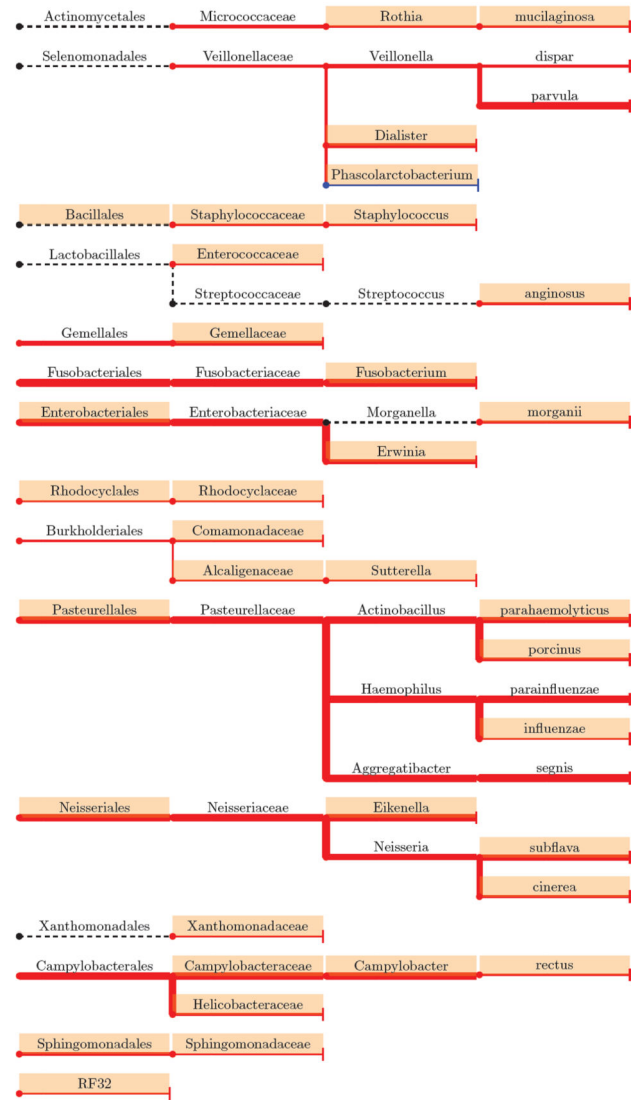 Actinomycetales Micrococcaceae Rothia mucilaginosa
Selenomonadales Veillonellaceae Veillonella dispar
parvula
Dialister
Phascolarctobacterium
Bacillales Staphylococcaceae Staphylococcus
Lactobacillales Enterococcaceae
Streptococcaceae Streptococcus anginosus
Gemellales Gemellaceae
Fusobacteriales Fusobacteriaceae Fusobacterium
Enterobacteriales Enterobacteriaceae Morganella morganii
Erwinia
Rhodocyclales Rhodocyclaceae
Burkholderiales Comamonadaceae
Alcaligenaceae Sutterella
Pasteurellales Pasteurellaceae Actinobacillus parahaemolyticus
porcinus
Haemophilus parainfluenzae
influenzae
Aggregatibacter segnis
Neisseriales Neisseriaceae Eikenella
Neisseria subflava
cinerea
Xanthomonadales Xanthomonadaceae
Campylobacterales Campylobacteraceae Campylobacter rectus
Helicobacteraceae
Sphingomonadales Sphingomonadaceae
RF32